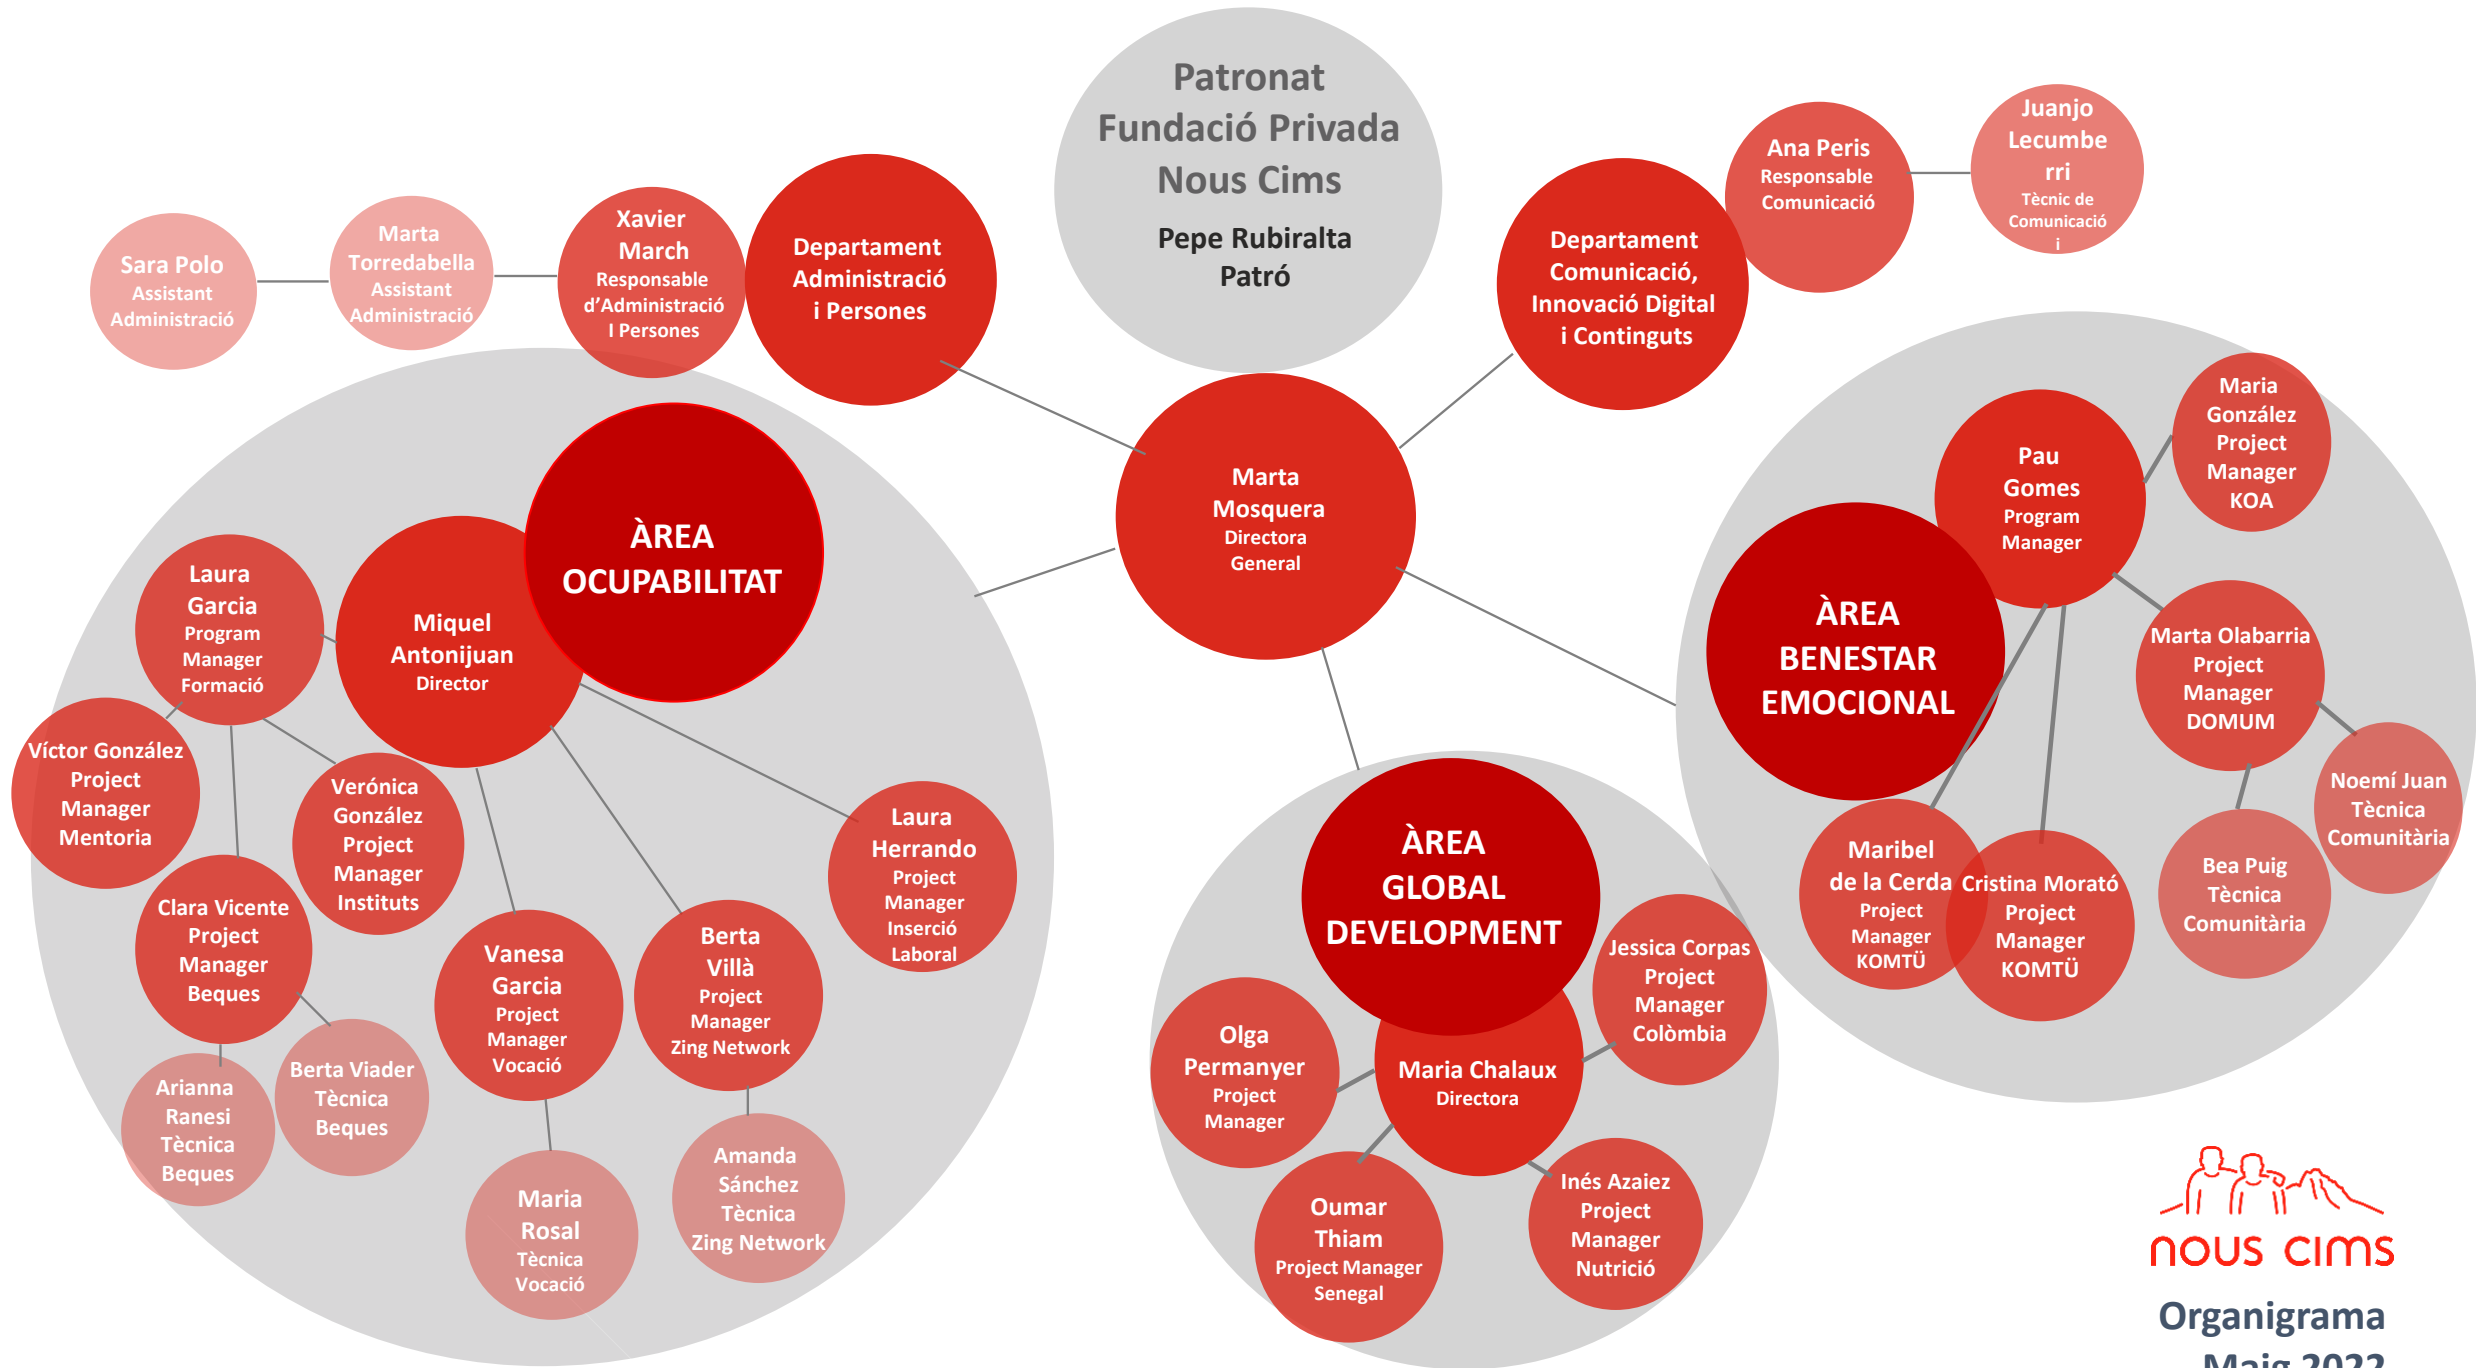 Patronat
Fundació Privada
Nous Cims
Pepe Rubiralta
Patró
Sara Polo
Assistant
Administració
Marta
Torredabella
Assistant
Administració
Xavier
March
Responsable
d’Administració
I Persones
Departament
Administració
i Persones
Departament
Comunicació,
Innovació Digital
i Continguts
Ana Peris
Responsable
Comunicació
Juanjo
Lecumbe
rri
Tècnic de
Comunicació
i
Marta
Mosquera
Directora
General
ÀREA
OCUPABILITAT
Miquel
Antonijuan
Director
Laura
Garcia
Program
Manager
Formació
Víctor González
Project
Manager
Mentoria
Verónica
González
Project
Manager
Instituts
Clara Vicente
Project
Manager
Beques
Arianna
Ranesi
Tècnica
Beques
Berta Viader
Tècnica
Beques
Vanesa
Garcia
Project
Manager
Vocació
Maria
Rosal
Tècnica
Vocació
Berta
Villà
Project
Manager
Zing Network
Amanda
Sánchez
Tècnica
Zing Network
Laura
Herrando
Project
Manager
Inserció
Laboral
ÀREA
GLOBAL
DEVELOPMENT
Maria Chalaux
Directora
Olga
Permanyer
Project
Manager
Oumar
Thiam
Project Manager
Senegal
Inés Azaiez
Project
Manager
Nutrició
Jessica Corpas
Project
Manager
Colòmbia
ÀREA
BENESTAR
EMOCIONAL
Pau
Gomes
Program
Manager
Maria
González
Project
Manager
KOA
Marta Olabarria
Project
Manager
DOMUM
Noemí Juan
Tècnica
Comunitària
Bea Puig
Tècnica
Comunitària
Maribel
de la Cerda
Project
Manager
KOMTÜ
Cristina Morató
Project
Manager
KOMTÜ
nous cims
Organigrama
Maig 2022